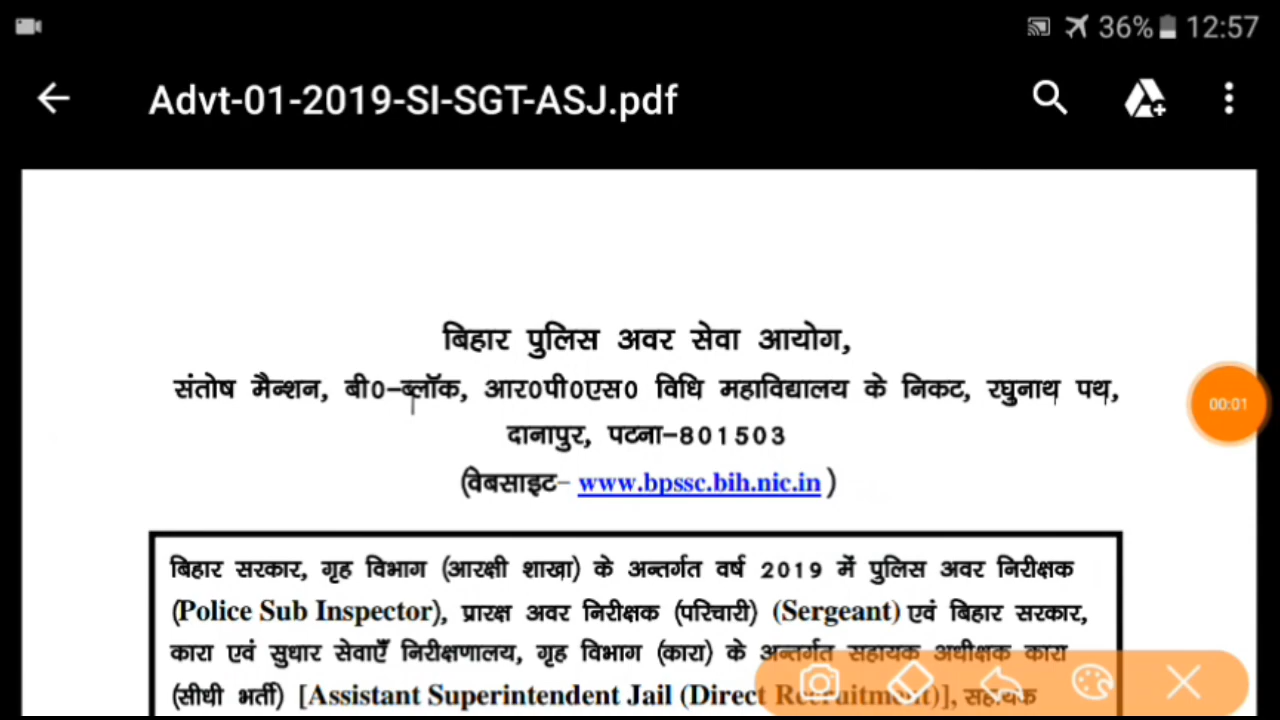 36% 12:57
Advt-01-2019-SI-SGT-ASJ.pdf
बिहार पुलिस अवर सेवा आयोग,
संतोष मैन्शन, बी0-ब्लॉक, आर0पी0एस0 विधि महाविद्यालय के निकट, रघुनाथ पथ,
00:01
दानापुर, पटना-801503
(वेबसाइट- www.bpssc.bih.nic.in )
बिहार सरकार, गृह विभाग (आरक्षी शाखा) के अन्तर्गत वर्ष 2019 में पुलिस अवर निरीक्षक
(Police Sub Inspector), प्रारक्ष अवर निरीक्षक (परिचारी) (Sergeant) एवं बिहार सरकार,
कारा एवं सुधार सेवाएँ निरीक्षणालय, गृह विभाग (कारा) के अन्तर्गत सहायक अधीक्षक कारा
(सीधी भर्ती) [Assistant Superintendent Jail (Direct Recruitment)], सहायक